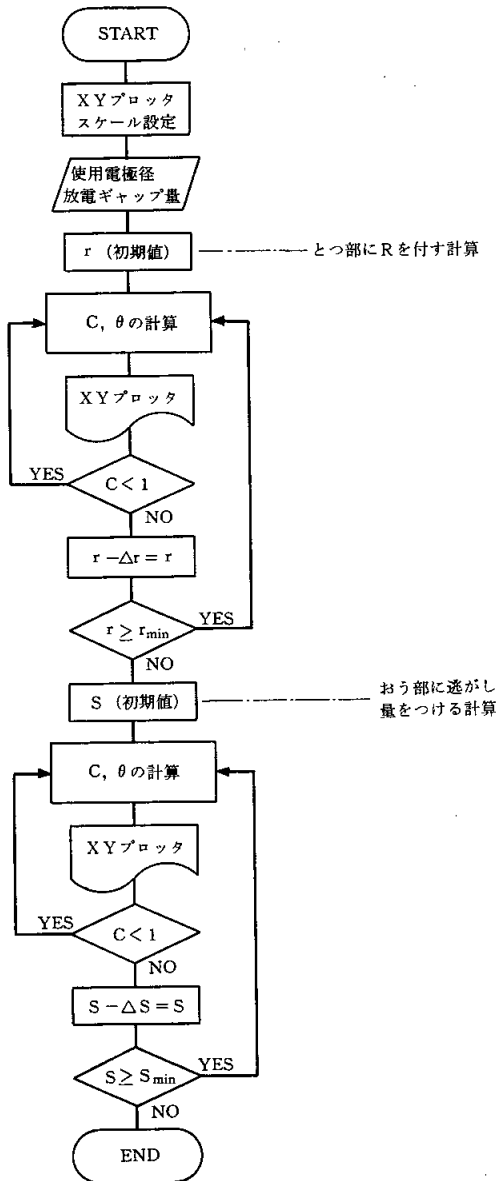 START
XYプロッタ
スケール設定
使用電極径
放電ギャップ量
r (初期値)
とつ部にRを付す計算
C, θの計算
XYプロッタ
YES
C<1
NO
r-△r=r
YES
r≥rmin
NO
S (初期値)
おう部に逃がし
量をつける計算
C, θの計算
XYプロッタ
YES
C<1
NO
S-△S=S
YES
S≥Smin
NO
END